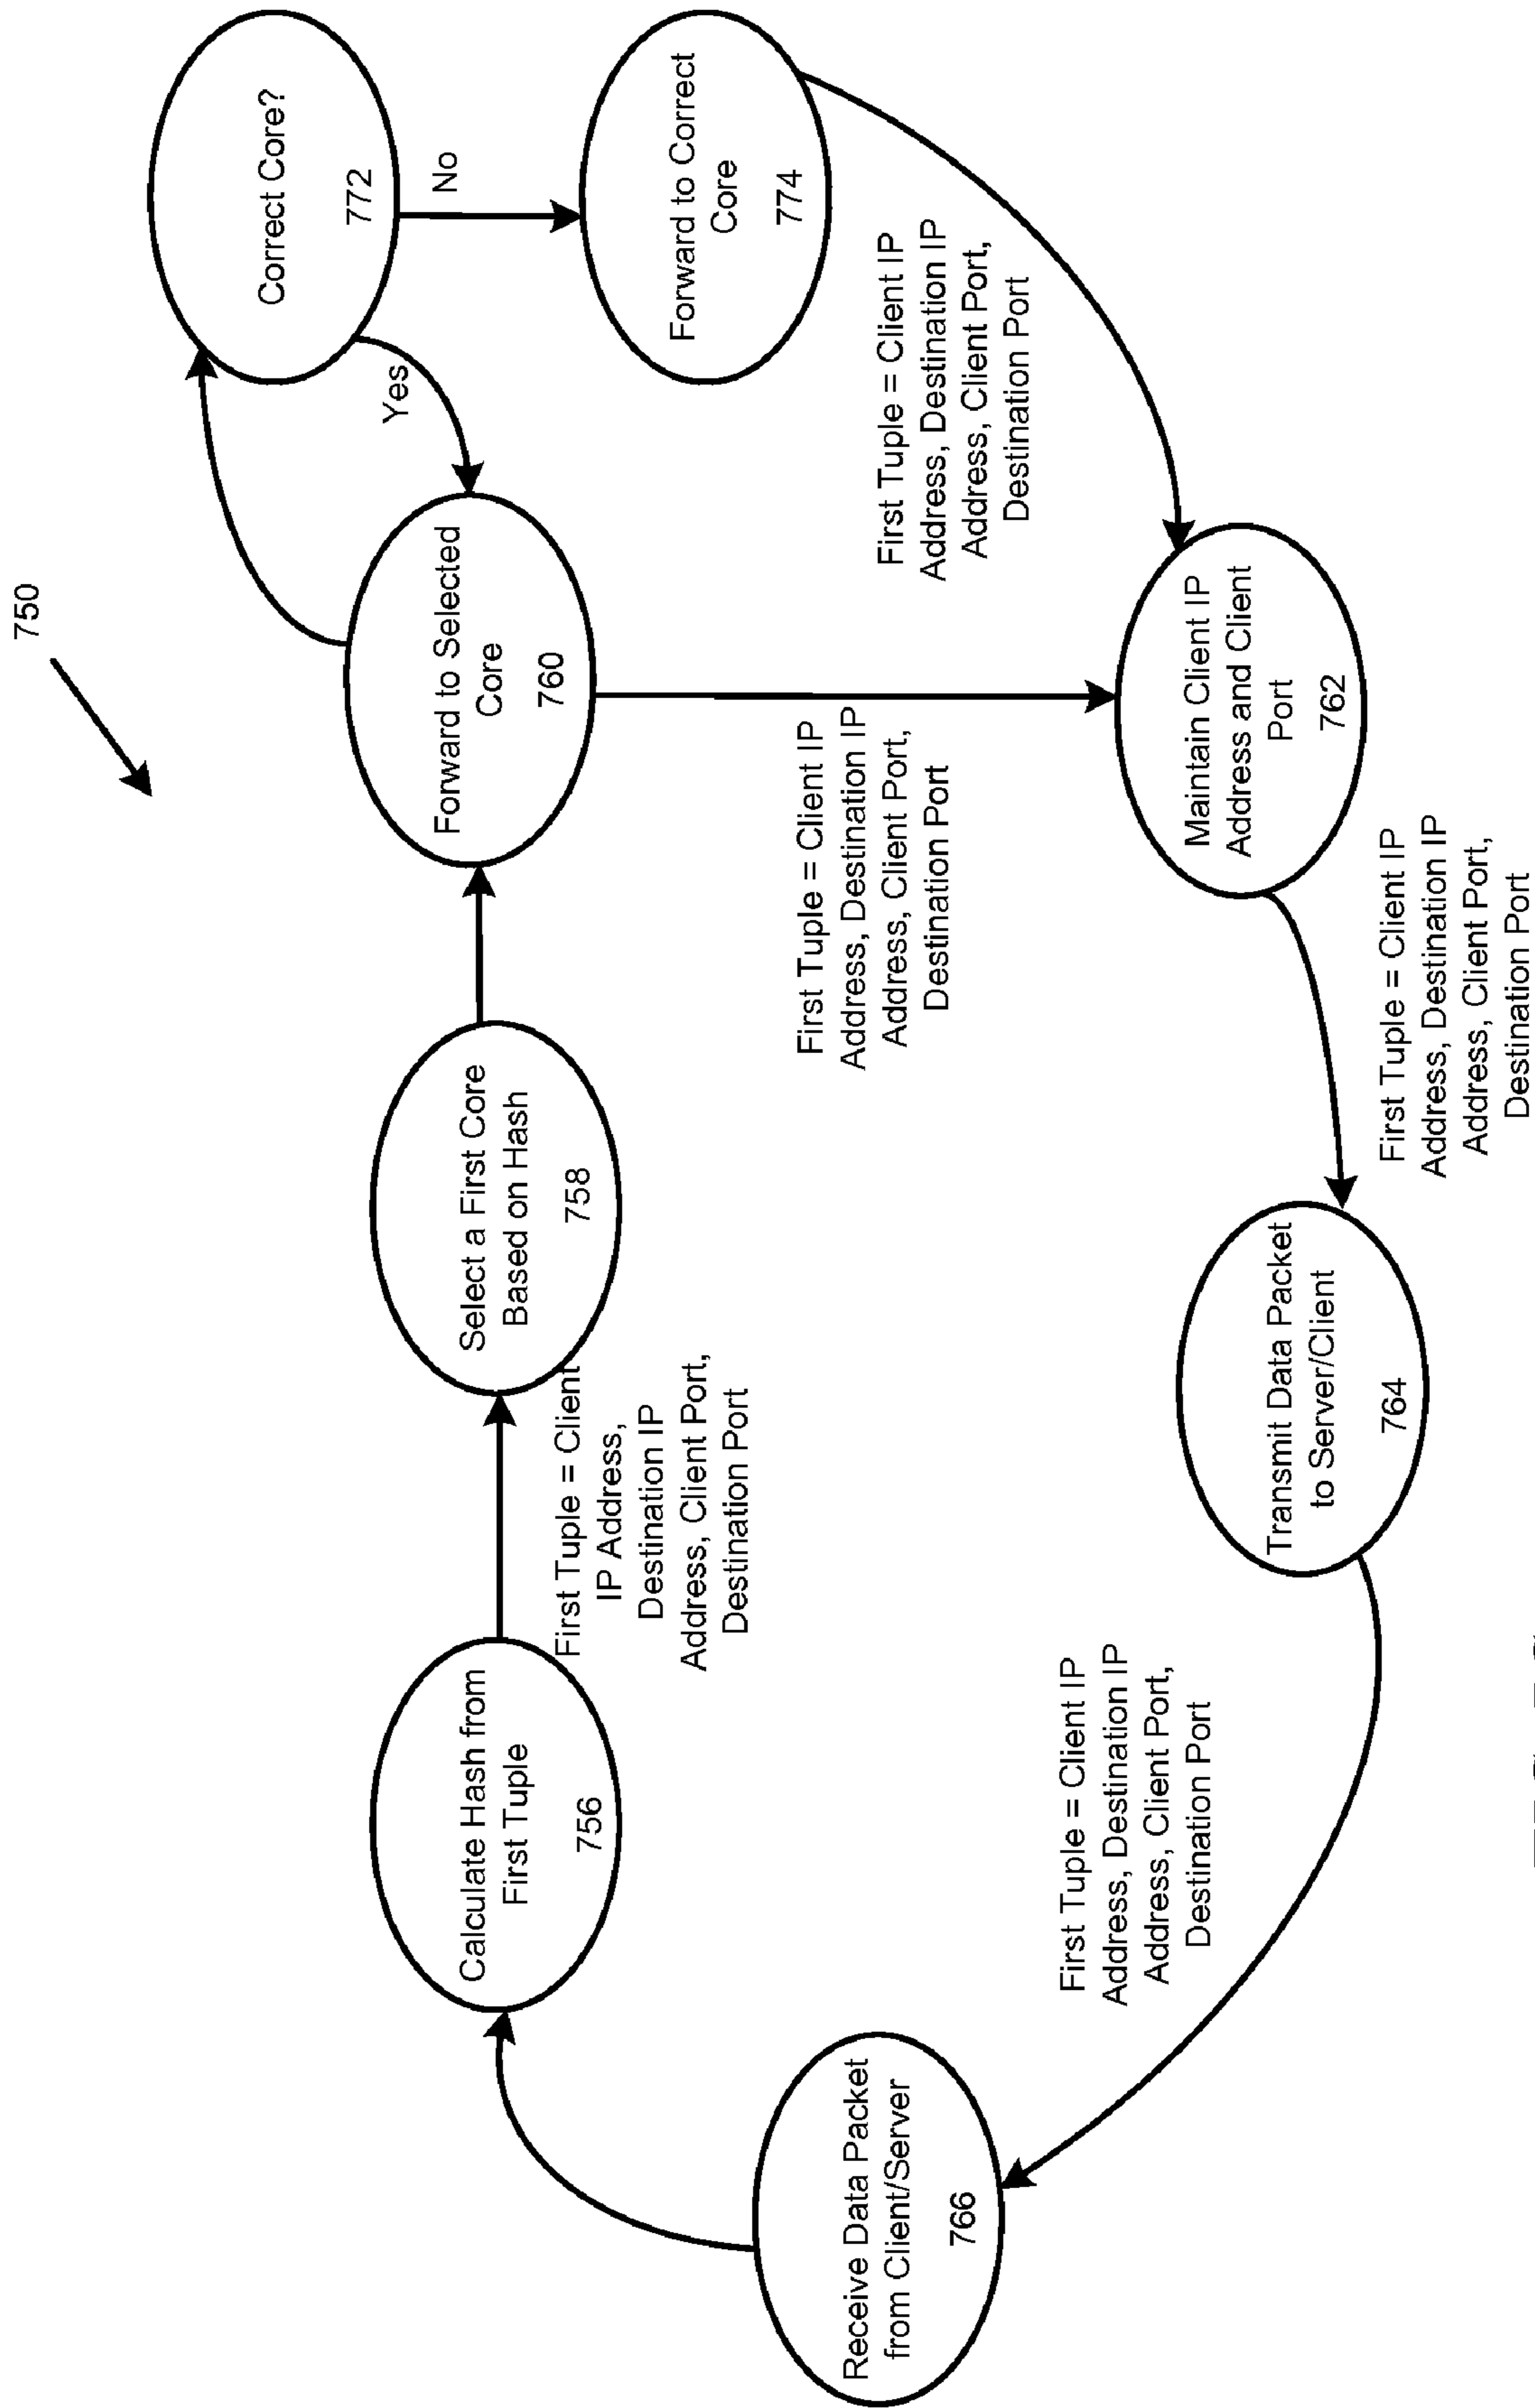 750
Correct Core?
772
No
Yes
Forward to Correct
Core
774
Forward to Selected
Core
760
First Tuple = Client IP
Address, Destination IP
Address, Client Port,
Destination Port
Select a First Core
Based on Hash
758
First Tuple = Client IP
Address, Destination IP
Address, Client Port,
Destination Port
Maintain Client IP
Address and Client
Port
762
First Tuple = Client
IP Address,
Destination IP
Address, Client Port,
Destination Port
First Tuple = Client IP
Address, Destination IP
Address, Client Port,
Destination Port
Calculate Hash from
First Tuple
756
Transmit Data Packet
to Server/Client
764
First Tuple = Client IP
Address, Destination IP
Address, Client Port,
Destination Port
Receive Data Packet
from Client/Server
766